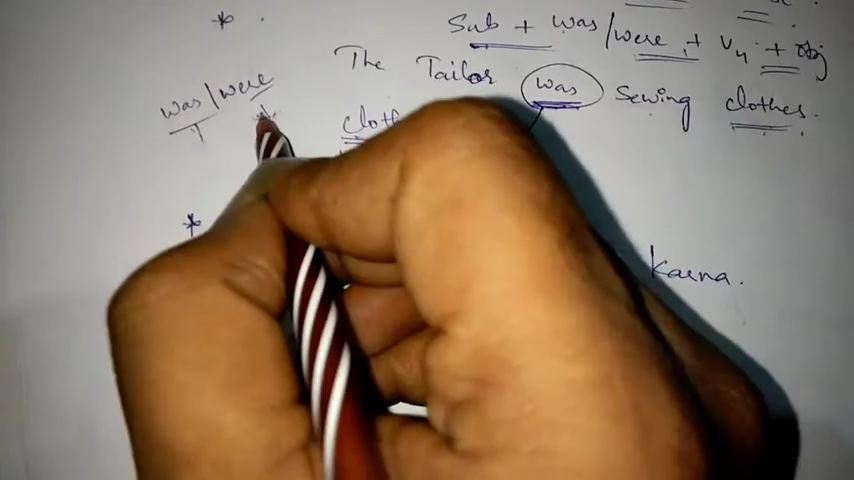 *
Sub + was/were + V4 + obj
The Tailor was Sewing clothes.
was/were
*
Karna.